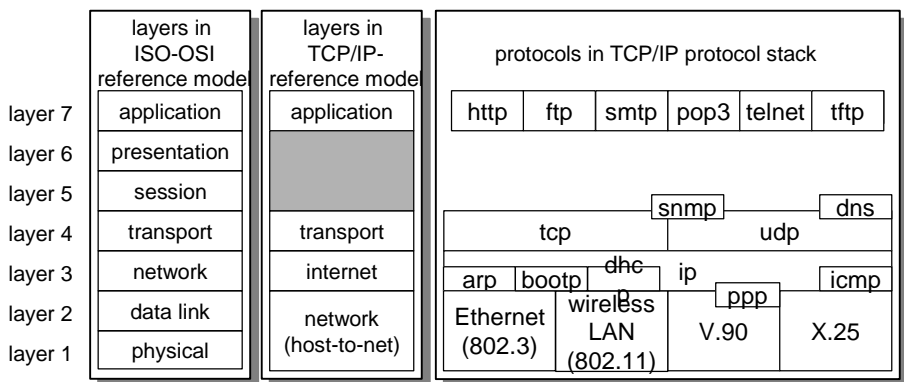 layers in
ISO-OSI
reference model
layers in
TCP/IP-
reference model
protocols in TCP/IP protocol stack
layer 7
application
application
http
ftp
smtp
pop3
telnet
tftp
layer 6
presentation
layer 5
session
snmp
dns
layer 4
transport
transport
tcp
udp
layer 3
network
internet
ip
arp
bootp
dhc
p
icmp
layer 2
data link
network
(host-to-net)
ppp
Ethernet
(802.3)
wireless
LAN
(802.11)
V.90
X.25
layer 1
physical